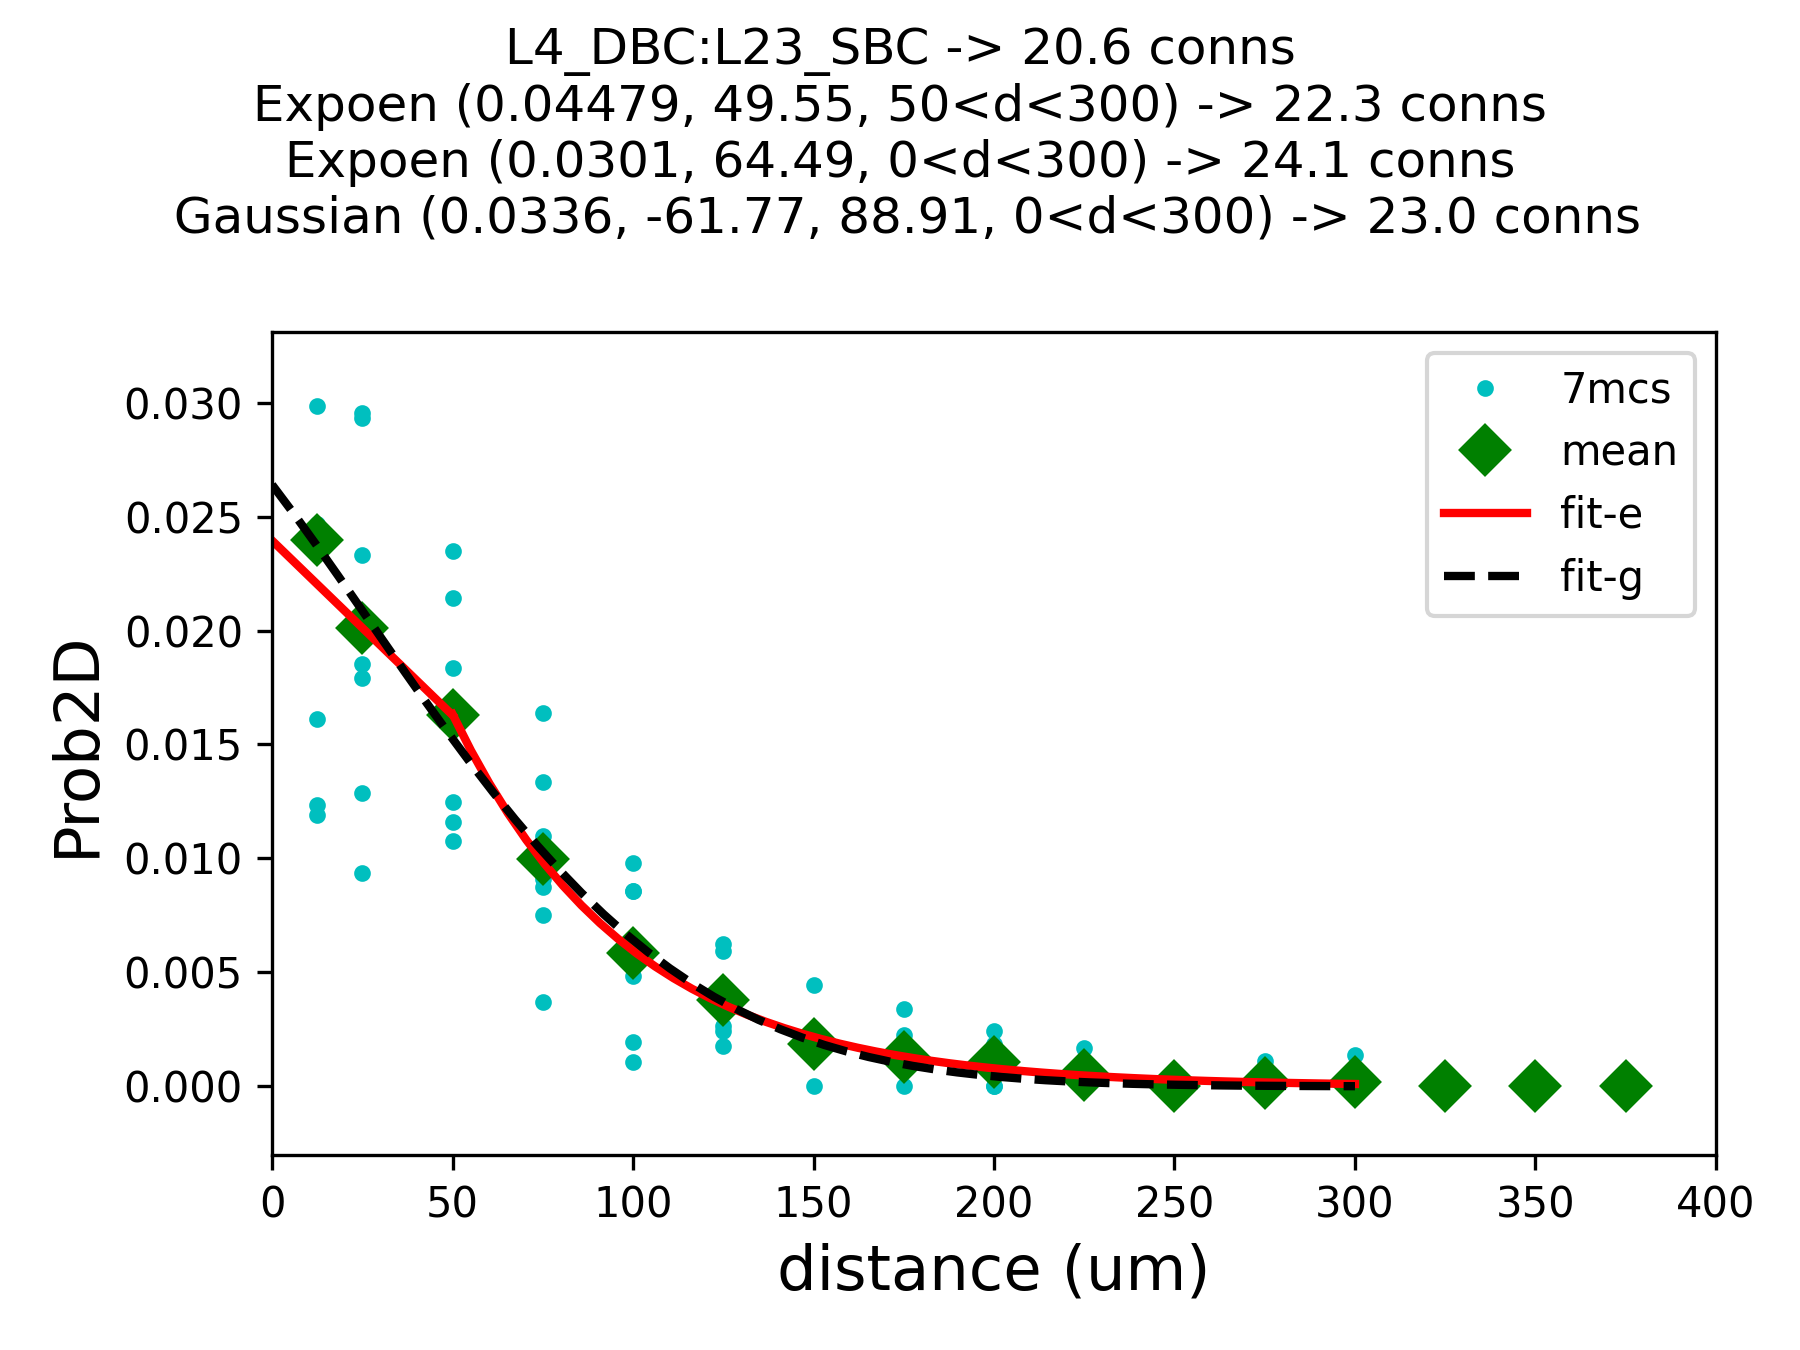 L4_DBC:L23_SBC -> 20.6 conns
Expoen (0.04479, 49.55, 50<d<300) -> 22.3 conns
Expoen (0.0301, 64.49, 0<d<300) -> 24.1 conns
Gaussian (0.0336, -61.77, 88.91, 0<d<300) -> 23.0 conns
7mcs
mean
fit-e
fit-g
Prob2D
0.030
0.025
0.020
0.015
0.010
0.005
0.000
0 50 100 150 200 250 300 350 400
distance (um)